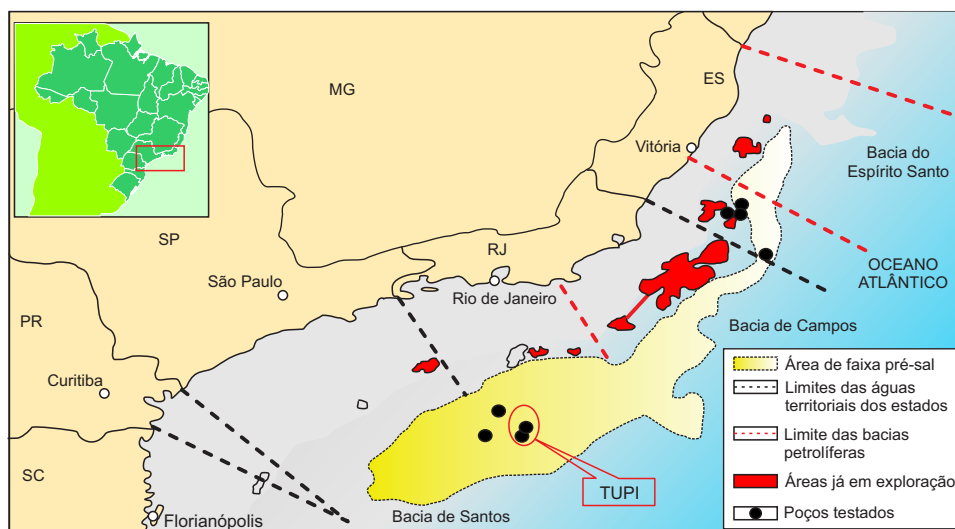 MG
ES
Vitória
Bacia do
Espírito Santo
SP
RJ
São Paulo
Rio de Janeiro
OCEANO
ATLÂNTICO
PR
Bacia de Campos
Curitiba
SC
TUPI
Florianópolis
Bacia de Santos
Área de faixa pré-sal
Limites das águas
territoriais dos estados
Limite das bacias
petrolíferas
Áreas já em exploração
Poços testados